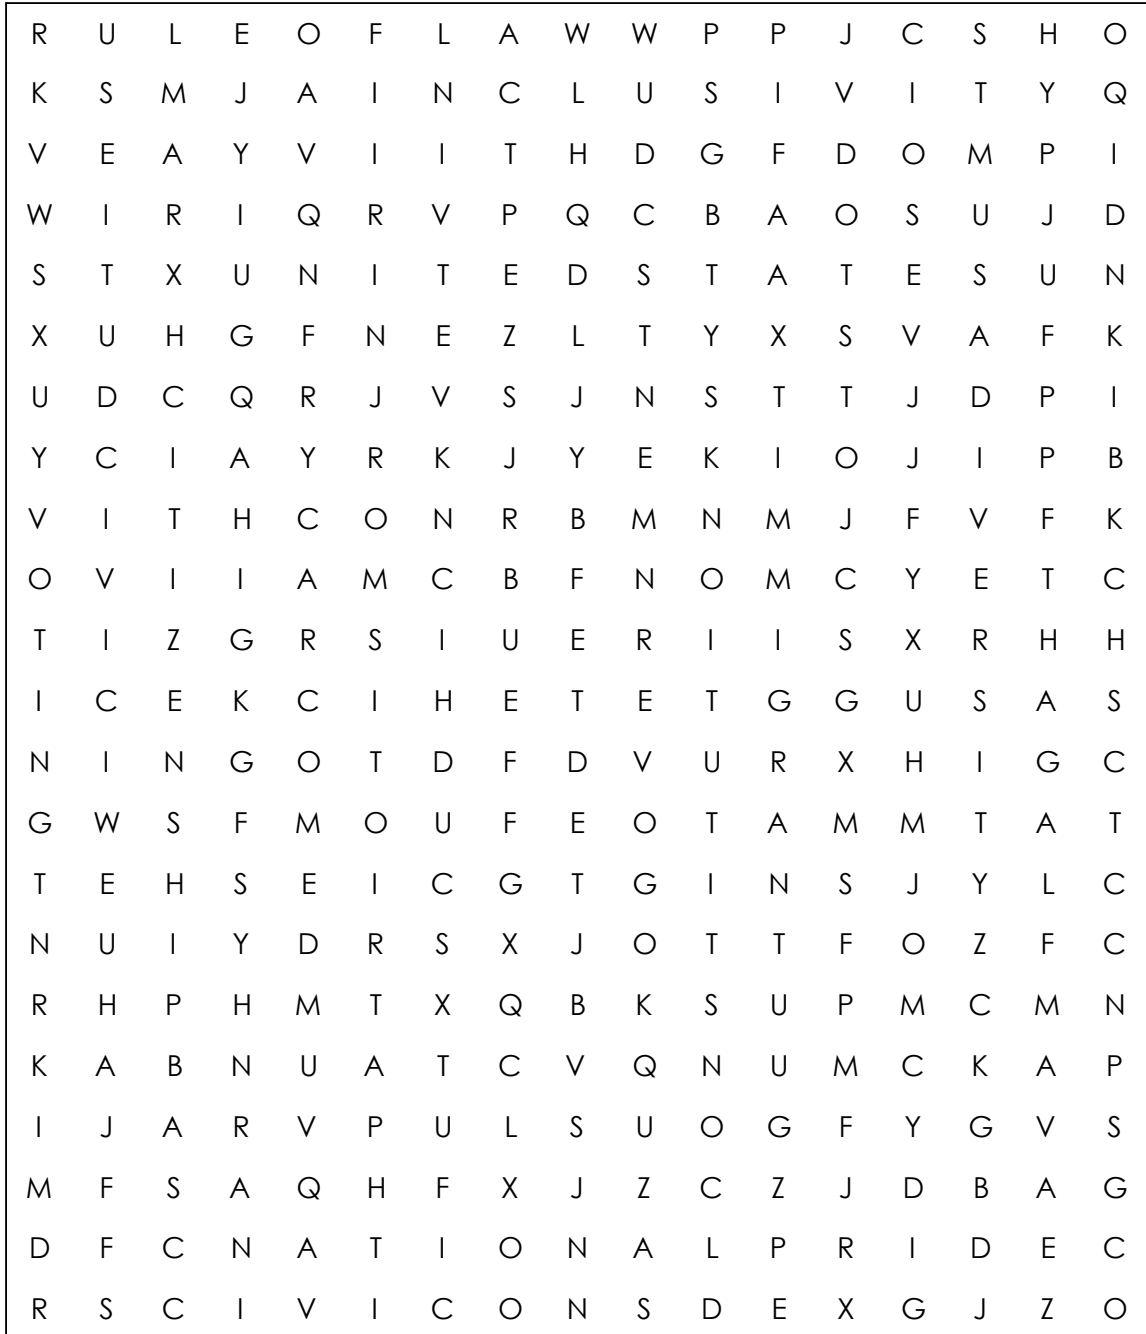 R U L E O F L A W W P P J C S H O
K S M J A I N C L U S I V I T Y Q
V E A Y V I I T H D G F D O M P I
W I R I Q R V P Q C B A O S U J D
S T X U N I T E D S T A T E S U N
X U H G F N E Z L T Y X S V A F K
U D C Q R J V S J N S T T J D P I
Y C I A Y R K J Y E K I O J I P B
V I T H C O N R B M N M J F V F K
O V I I A M C B F N O M C Y E T C
T I Z G R S I U E R I I S X R H H
I C E K C I H E T E T G G U S A S
N I N G O T D F D V U R X H I G C
G W S F M O U F E O T A M M T A T
T E H S E I C G T G I N S J Y L C
N U I Y D R S X J O T T F O Z F C
R H P H M T X Q B K S U P M C M N
K A B N U A T C V Q N U M C K A P
I J A R V P U L S U O G F Y G V S
M F S A Q H F X J Z C Z J D B A G
D F C N A T I O N A L P R I D E C
R S C I V I C O N S D E X G J Z O